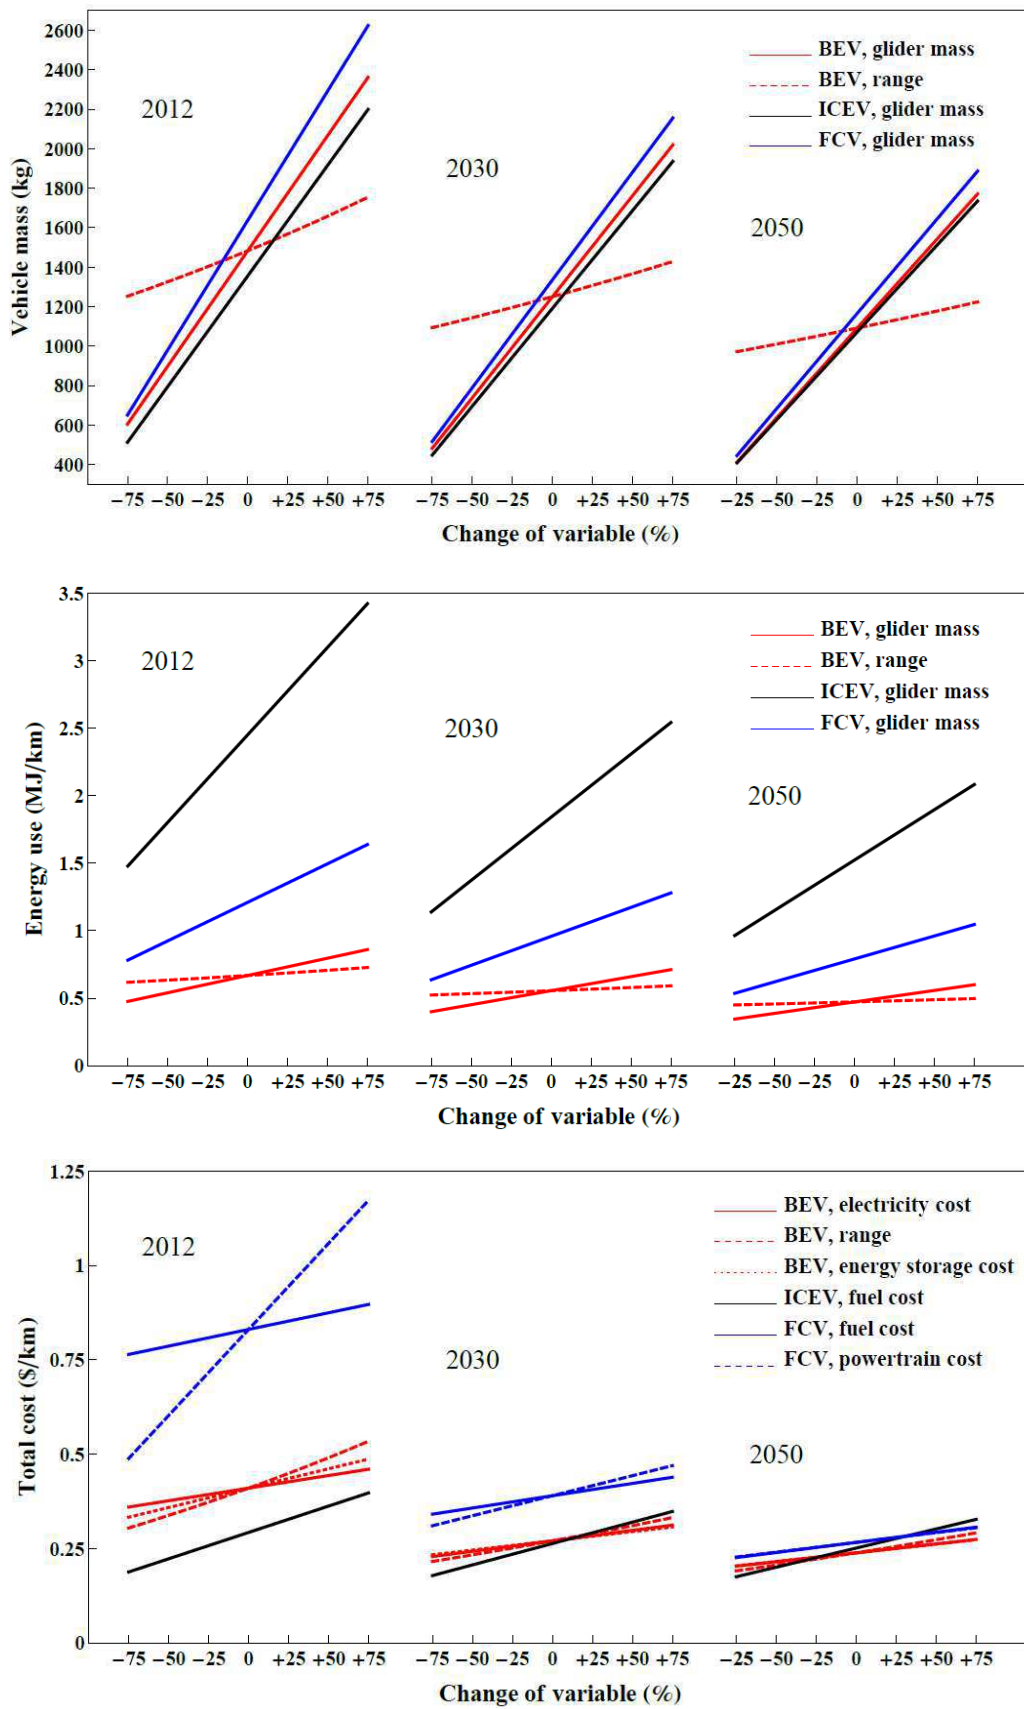 2600
2400
2200
2000
1800
1600
1400
1200
1000
800
600
400
Vehicle mass (kg)
2012
2030
2050
BEV, glider mass
BEV, range
ICEV, glider mass
FCV, glider mass
−75 −50 −25 0 +25 +50 +75 −75 −50 −25 0 +25 +50 +75 −25 −50 −25 0 +25 +50 +75
Change of variable (%)
3.5
3
2.5
2
1.5
1
0.5
0
Energy use (MJ/km)
2012
2030
2050
BEV, glider mass
BEV, range
ICEV, glider mass
FCV, glider mass
−75 −50 −25 0 +25 +50 +75 −75 −50 −25 0 +25 +50 +75 −25 −50 −25 0 +25 +50 +75
Change of variable (%)
1.25
1
0.75
0.5
0.25
0
Total cost ($/km)
2012
2030
2050
BEV, electricity cost
BEV, range
BEV, energy storage cost
ICEV, fuel cost
FCV, fuel cost
FCV, powertrain cost
−75 −50 −25 0 +25 +50 +75 −75 −50 −25 0 +25 +50 +75 −25 −50 −25 0 +25 +50 +75
Change of variable (%)